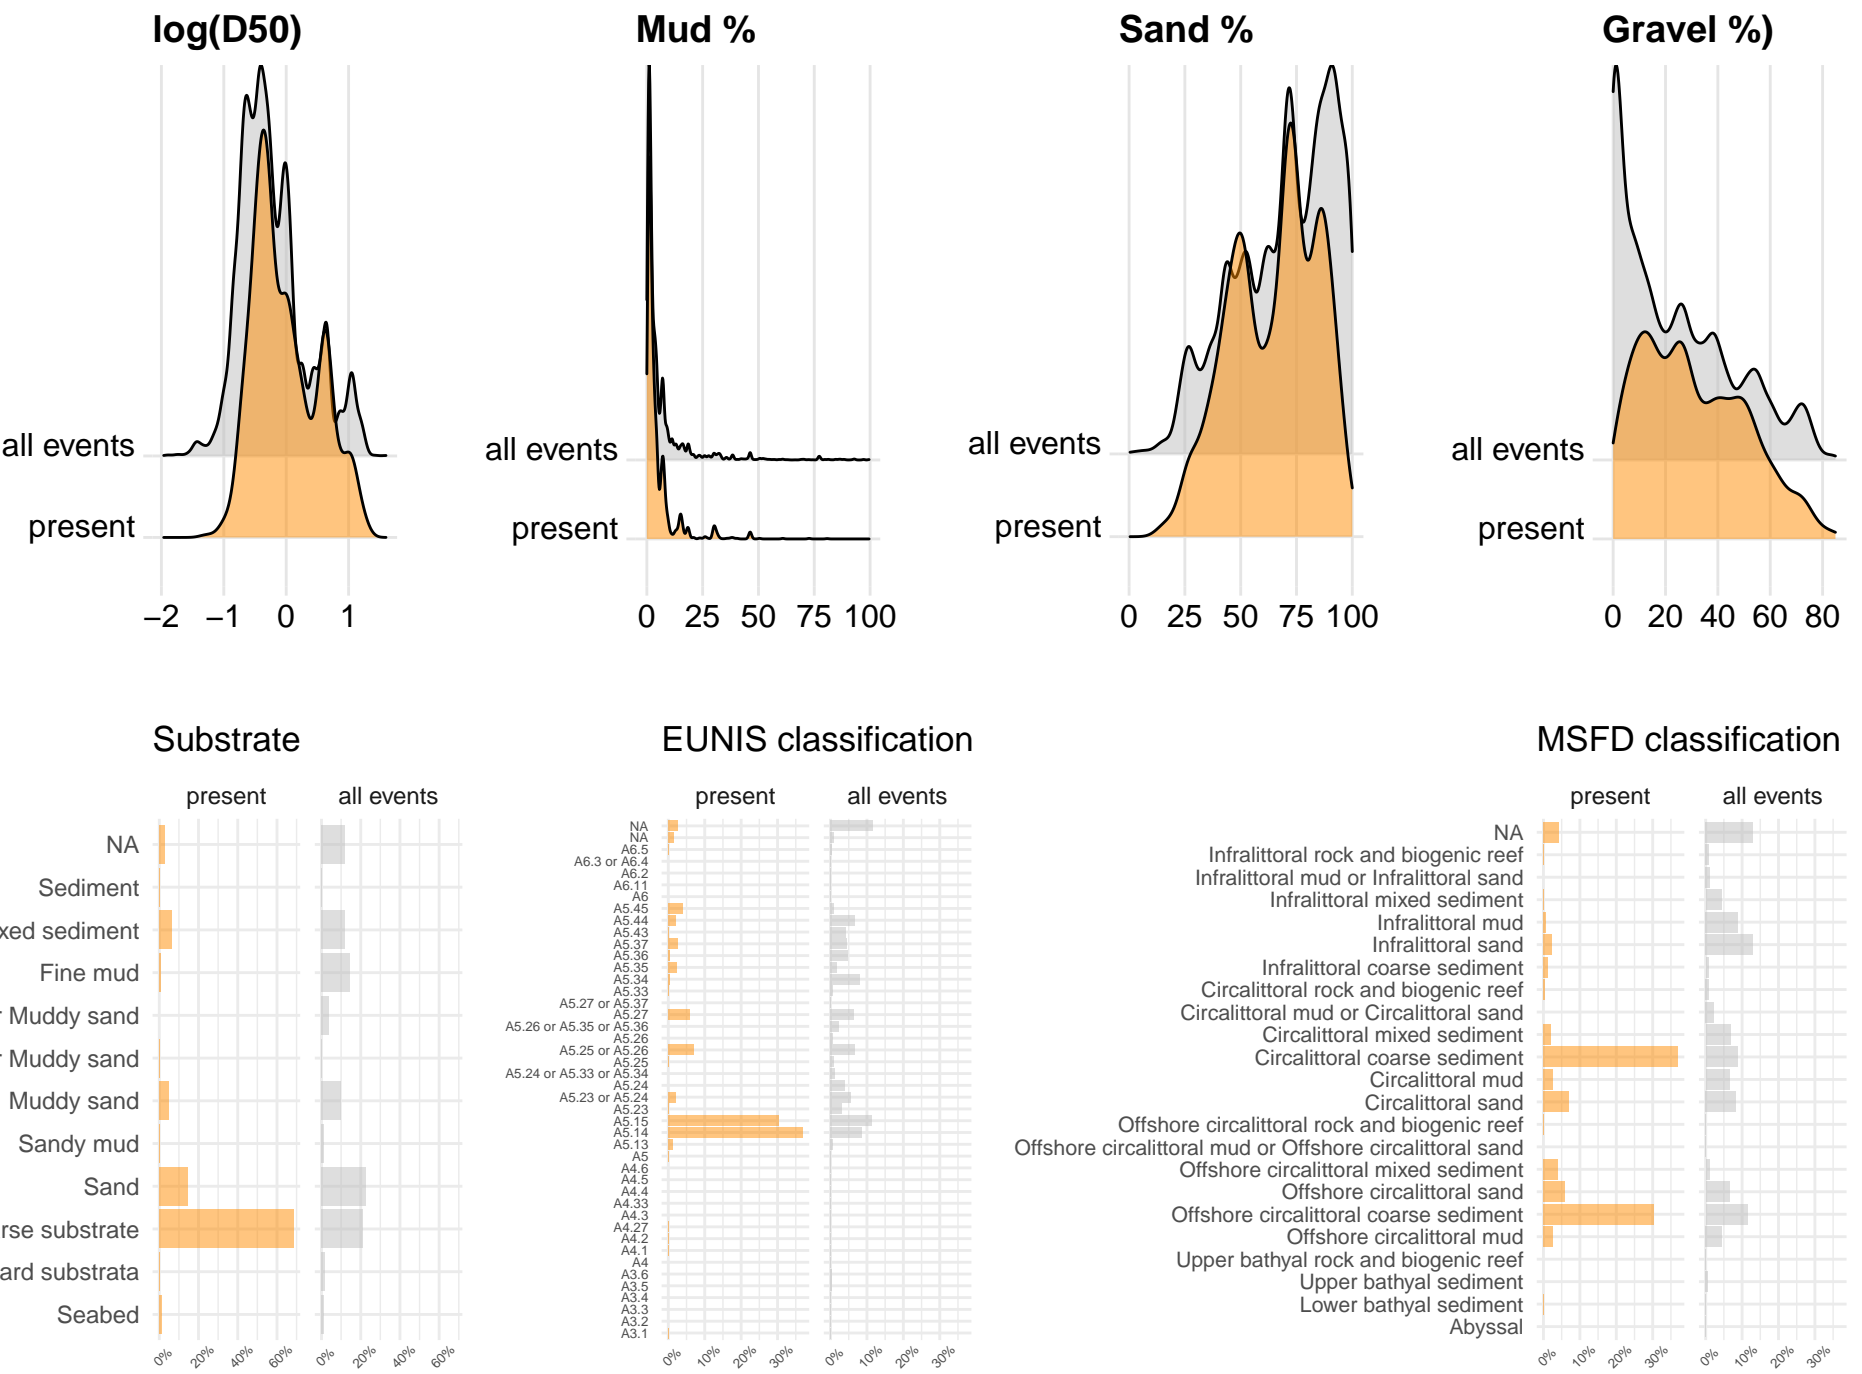 log(D50)
Mud %
Sand %
Gravel %)
all events
present
−2 −1 0 1
all events
present
0 25 50 75 100
all events
present
0 25 50 75 100
all events
present
0 20 40 60 80
Substrate
present all events
NA
Sediment
xed sediment
Fine mud
r Muddy sand
r Muddy sand
Muddy sand
Sandy mud
Sand
rse substrate
ard substrata
Seabed
0% 20% 40% 60% 0% 20% 40% 60%
EUNIS classification
present all events
NA
NA
A6.5
A6.3 or A6.4
A6.2
A6.11
A6
A5.45
A5.44
A5.43
A5.37
A5.36
A5.35
A5.34
A5.33
A5.27 or A5.37
A5.27
A5.26 or A5.35 or A5.36
A5.26
A5.25 or A5.26
A5.25
A5.24 or A5.33 or A5.34
A5.24
A5.23 or A5.24
A5.23
A5.15
A5.14
A5.13
A5
A4.6
A4.5
A4.4
A4.33
A4.3
A4.27
A4.2
A4.1
A4
A3.6
A3.5
A3.4
A3.3
A3.2
A3.1
0% 10% 20% 30% 0% 10% 20% 30%
MSFD classification
present all events
NA
Infralittoral rock and biogenic reef
Infralittoral mud or Infralittoral sand
Infralittoral mixed sediment
Infralittoral mud
Infralittoral sand
Infralittoral coarse sediment
Circalittoral rock and biogenic reef
Circalittoral mud or Circalittoral sand
Circalittoral mixed sediment
Circalittoral coarse sediment
Circalittoral mud
Circalittoral sand
Offshore circalittoral rock and biogenic reef
Offshore circalittoral mud or Offshore circalittoral sand
Offshore circalittoral mixed sediment
Offshore circalittoral sand
Offshore circalittoral coarse sediment
Offshore circalittoral mud
Upper bathyal rock and biogenic reef
Upper bathyal sediment
Lower bathyal sediment
Abyssal
0% 10% 20% 30% 0% 10% 20% 30%